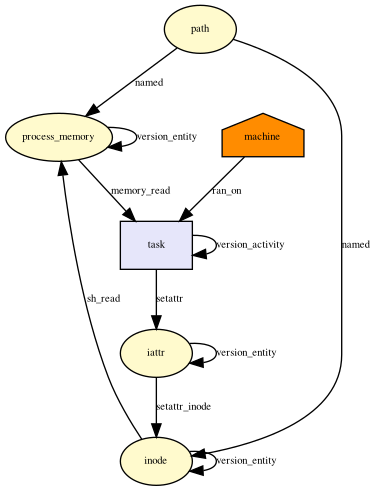 path
named
process_memory
version_entity
machine
memory_read
ran_on
task
version_activity
named
sh_read
setattr
iattr
version_entity
setattr_inode
inode
version_entity